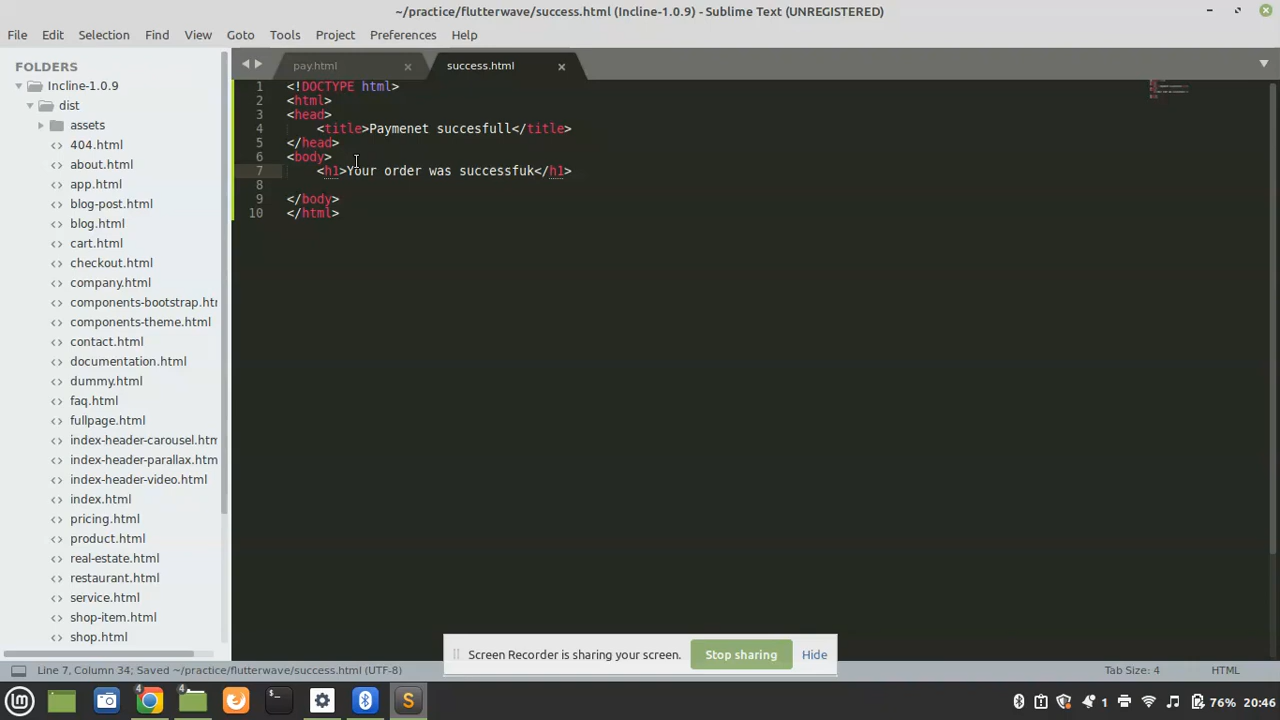 ~/practice/flutterwave/success.html (Incline-1.0.9) - Sublime Text (UNREGISTERED)
File Edit Selection Find View Goto Tools Project Preferences Help
FOLDERS
Incline-1.0.9
dist
assets
404.html
about.html
app.html
blog-post.html
blog.html
cart.html
checkout.html
company.html
components-bootstrap.htm
components-theme.html
contact.html
documentation.html
dummy.html
faq.html
fullpage.html
index-header-carousel.htm
index-header-parallax.htm
index-header-video.html
index.html
pricing.html
product.html
real-estate.html
restaurant.html
service.html
shop-item.html
shop.html
pay.html × success.html ×
1 <!DOCTYPE html>
2 <html>
3 <head>
4 <title>Paymenet succesfull</title>
5 </head>
6 <body>
7 <h1>Your order was successfuk</h1>
8
9 </body>
10 </html>
Screen Recorder is sharing your screen. Stop sharing Hide
Line 7, Column 34; Saved ~/practice/flutterwave/success.html (UTF-8) Tab Size: 4 HTML
4 4 S 1 76% 20:46